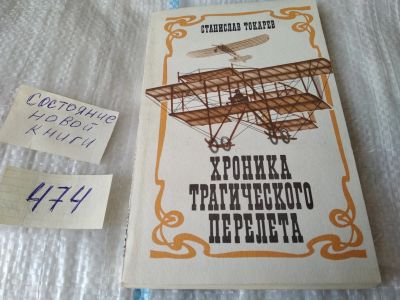 СТАНИСЛАВ ТОКАРЕВ
ХРОНИКА
ТРАГИЧЕСКОГО
ПЕРЕЛЕТА
СОСТОЯНИЕ
НОВОЙ
КНИГИ
474